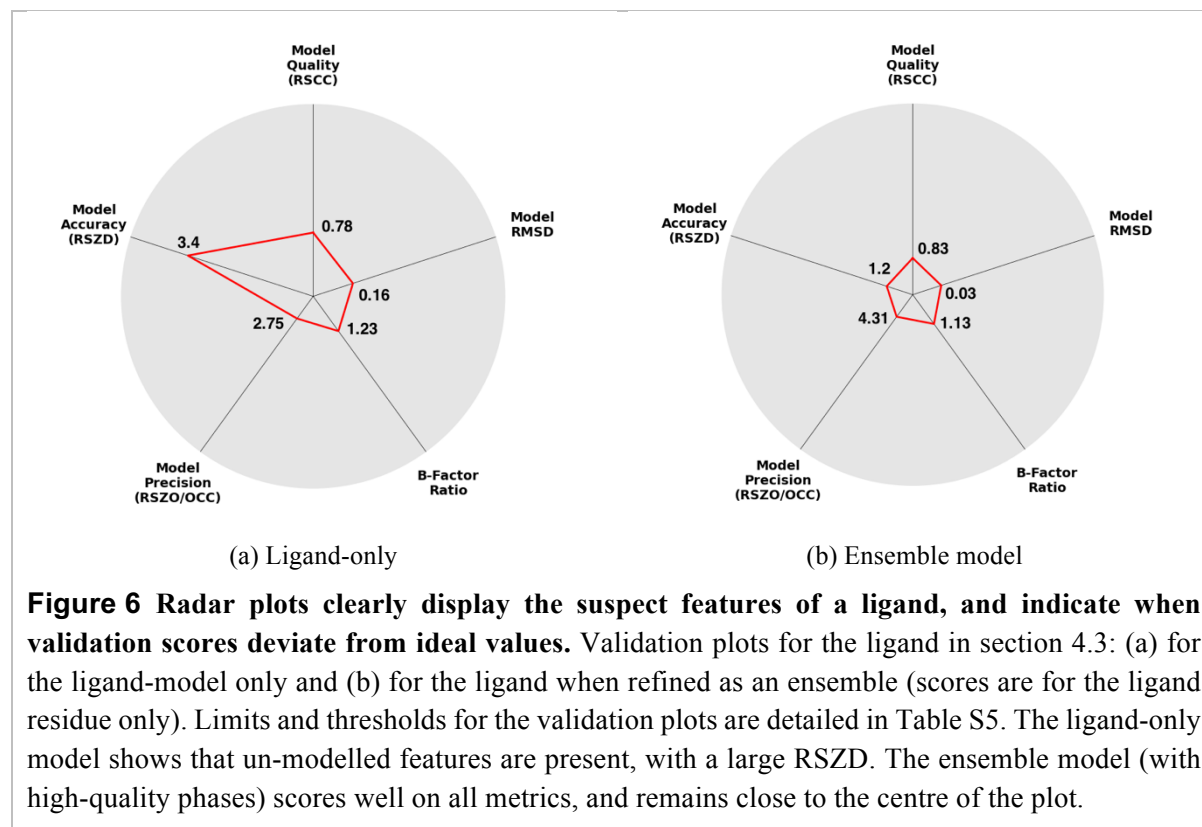 Model
Quality
(RSCC)
Model
Accuracy
(RSZD)
Model
RMSD
3.4
0.78
0.16
2.75
1.23
Model
Precision
(RSZO/OCC)
B-Factor
Ratio
(a) Ligand-only
Model
Quality
(RSCC)
Model
Accuracy
(RSZD)
Model
RMSD
0.83
1.2
0.03
4.31
1.13
Model
Precision
(RSZO/OCC)
B-Factor
Ratio
(b) Ensemble model
Figure 6 Radar plots clearly display the suspect features of a ligand, and indicate when
validation scores deviate from ideal values. Validation plots for the ligand in section 4.3: (a) for
the ligand-model only and (b) for the ligand when refined as an ensemble (scores are for the ligand
residue only). Limits and thresholds for the validation plots are detailed in Table S5. The ligand-only
model shows that un-modelled features are present, with a large RSZD. The ensemble model (with
high-quality phases) scores well on all metrics, and remains close to the centre of the plot.